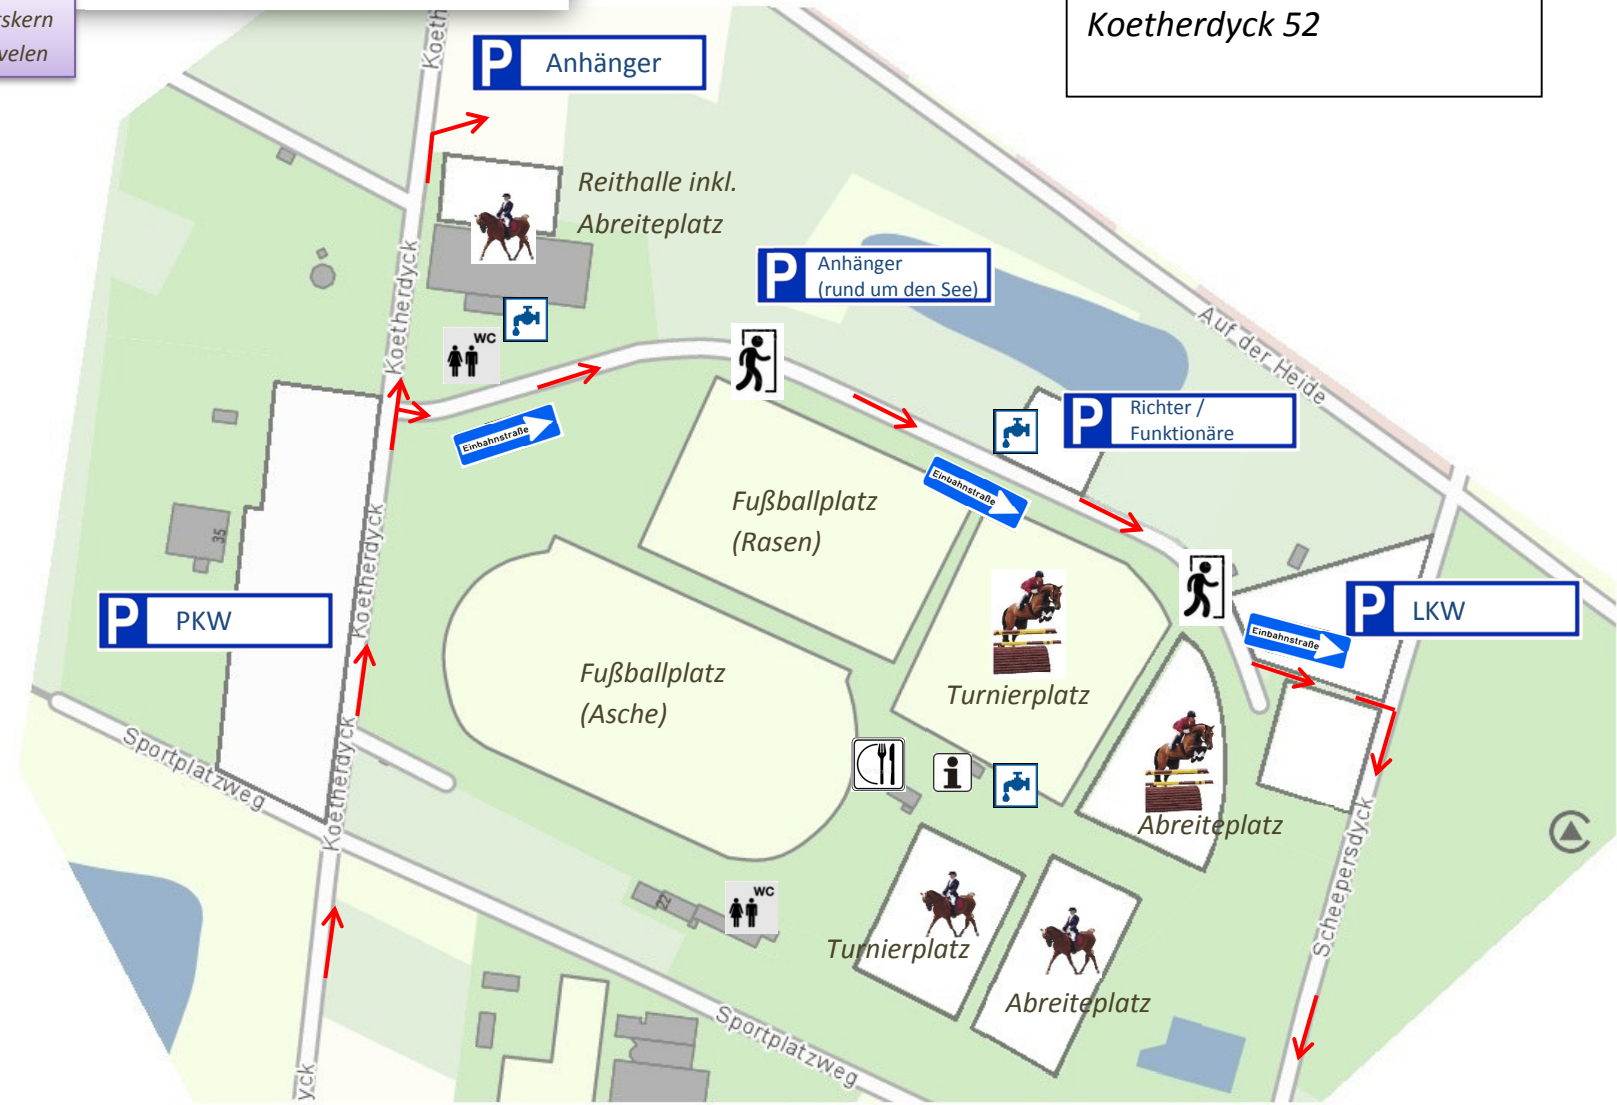 skern
velen
Koetherdyck 52
Koeth
P Anhänger
Reithalle inkl.
Abreiteplatz
Koetherdyck
P Anhänger
(rund um den See)
WC
Auf der Heide
Einbahnstraße
P Richter /
Funktionäre
Einbahnstraße
Fußballplatz
(Rasen)
35
Koetherdyck
P PKW
P LKW
Einbahnstraße
Fußballplatz
(Asche)
Turnierplatz
Sportplatzweg
Koetherdyck
i
Abreiteplatz
Scheepersdyck
WC
22
Turnierplatz
Abreiteplatz
Sportplatzweg
yck